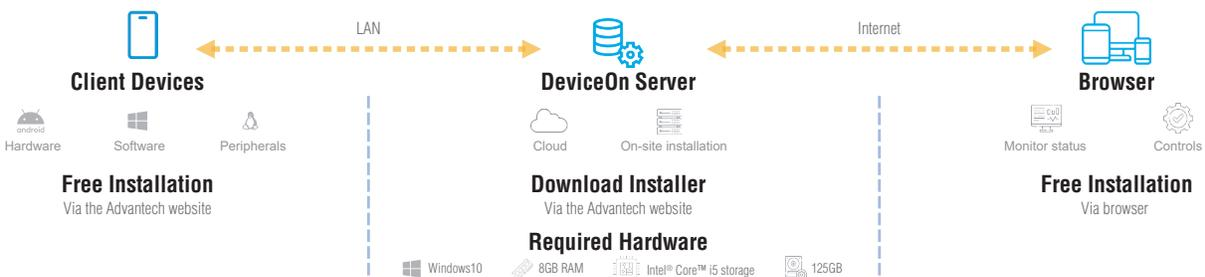 LAN
Internet
Client Devices
DeviceOn Server
Browser
android
Hardware
Software
Peripherals
Cloud
On-site installation
Monitor status
Controls
Free Installation
Via the Advantech website
Download Installer
Via the Advantech website
Free Installation
Via browser
Required Hardware
Windows10
8GB RAM
Intel® Core™ i5 storage
125GB